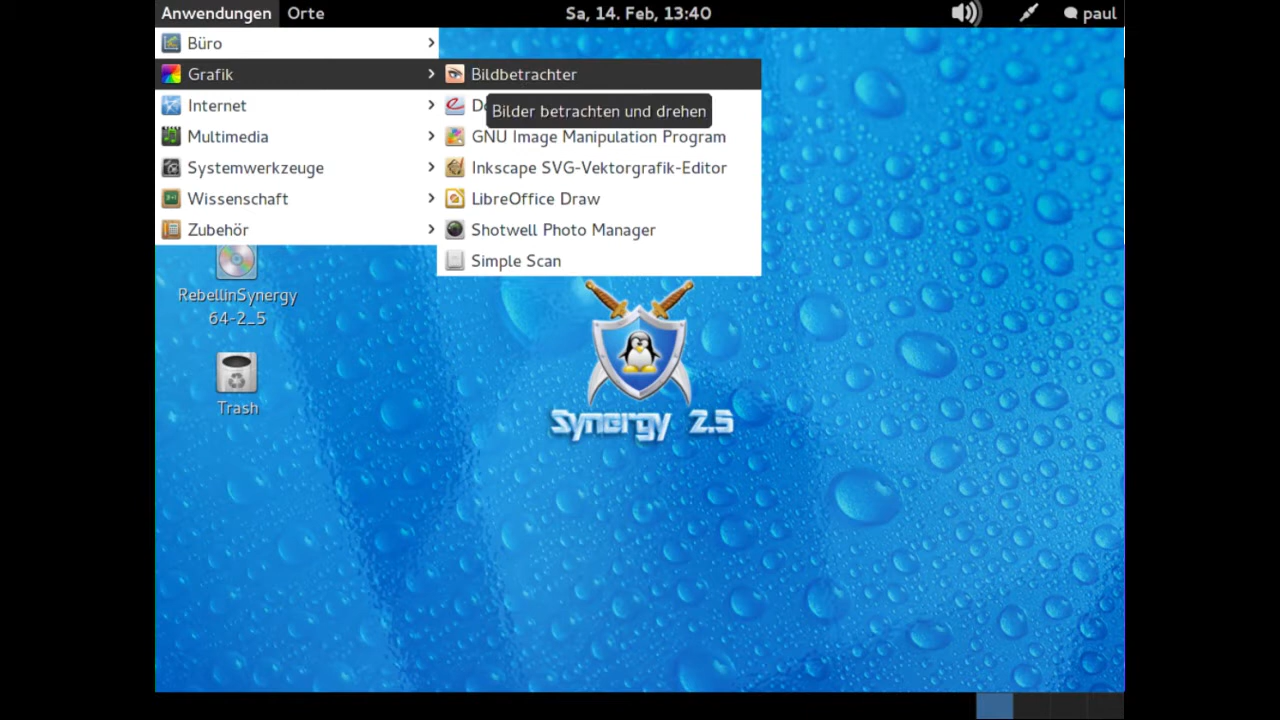 Anwendungen Orte Sa, 14. Feb, 13:40 paul
Büro
Grafik
Internet
Multimedia
Systemwerkzeuge
Wissenschaft
Zubehör
Bildbetrachter
Bilder betrachten und drehen
GNU Image Manipulation Program
Inkscape SVG-Vektorgrafik-Editor
LibreOffice Draw
Shotwell Photo Manager
Simple Scan
RebellinSynergy
64-2_5
Trash
Synergy 2.5